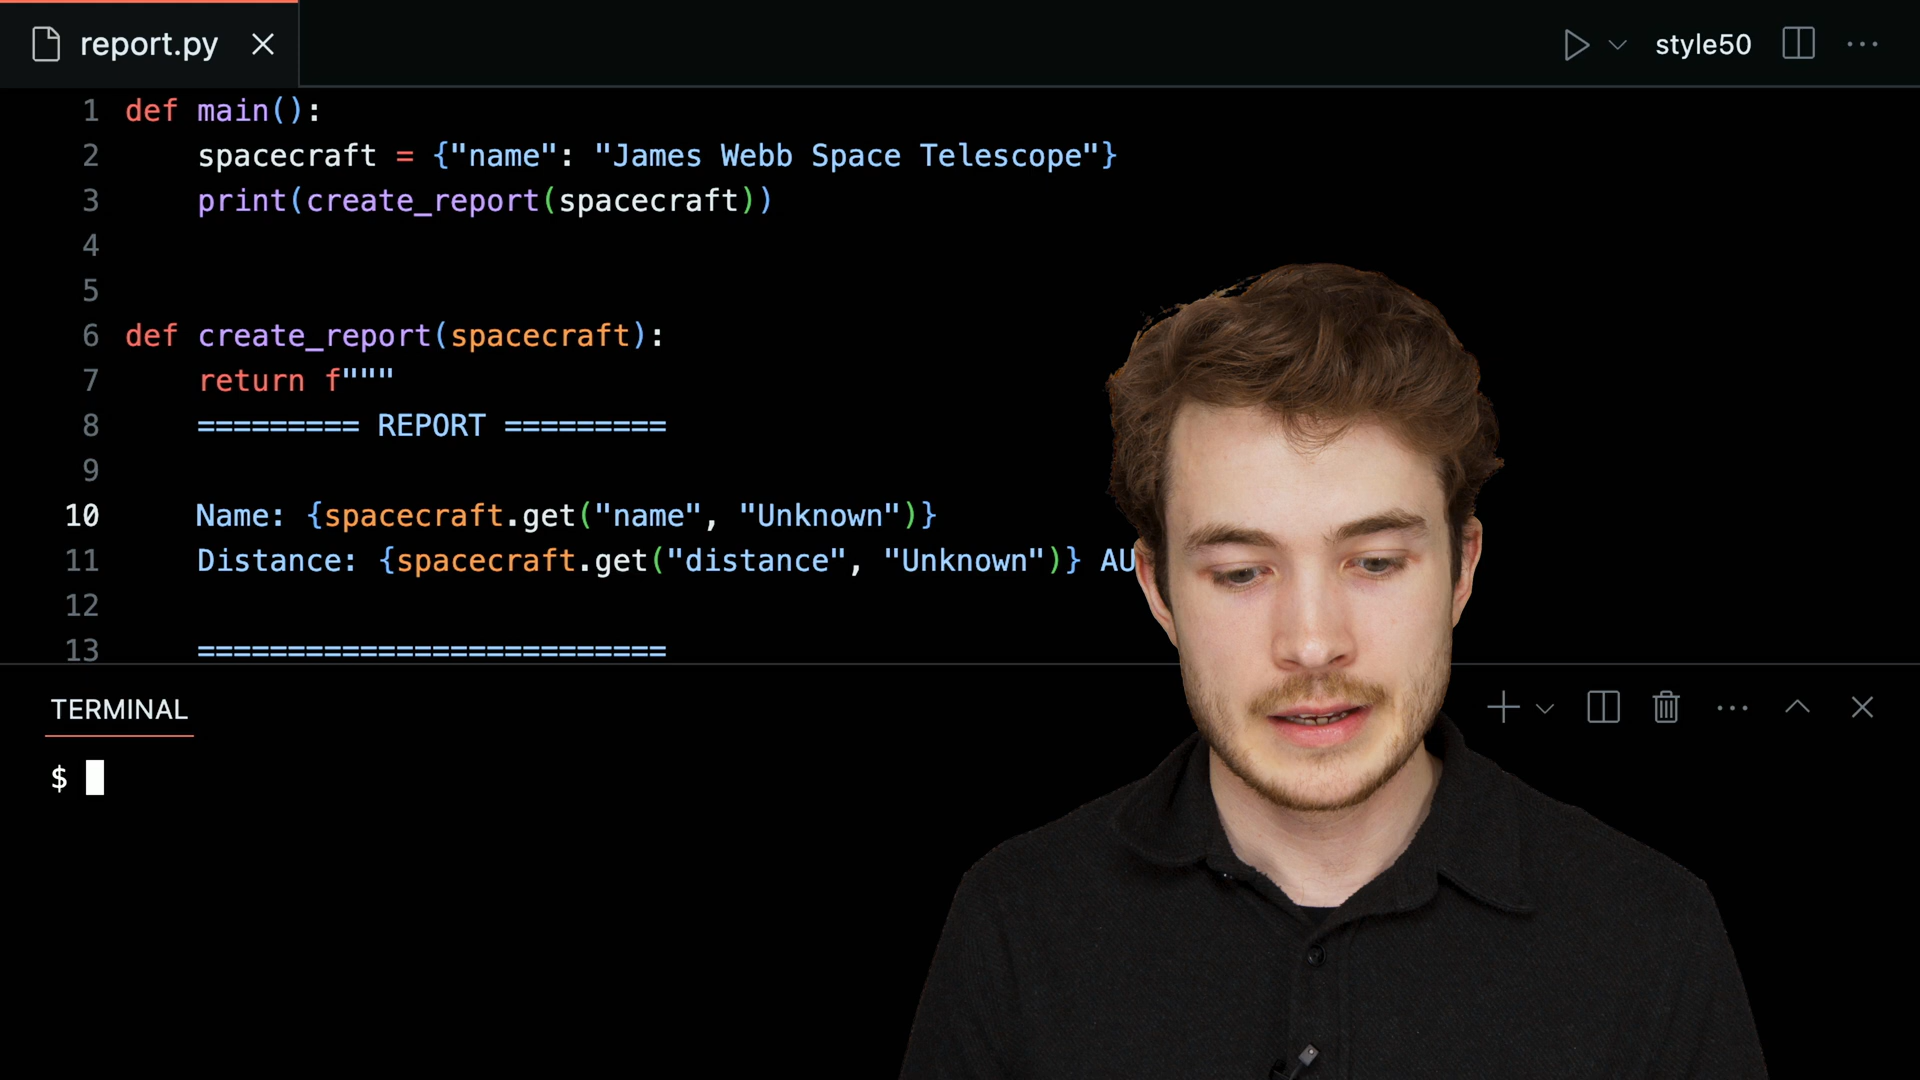 report.py
style50
1 def main():
2     spacecraft = {"name": "James Webb Space Telescope"}
3     print(create_report(spacecraft))
4
5
6 def create_report(spacecraft):
7     return f"""
8     ========= REPORT =========
9
10     Name: {spacecraft.get("name", "Unknown")}
11     Distance: {spacecraft.get("distance", "Unknown")} AU
12
13     ==========================
TERMINAL
$